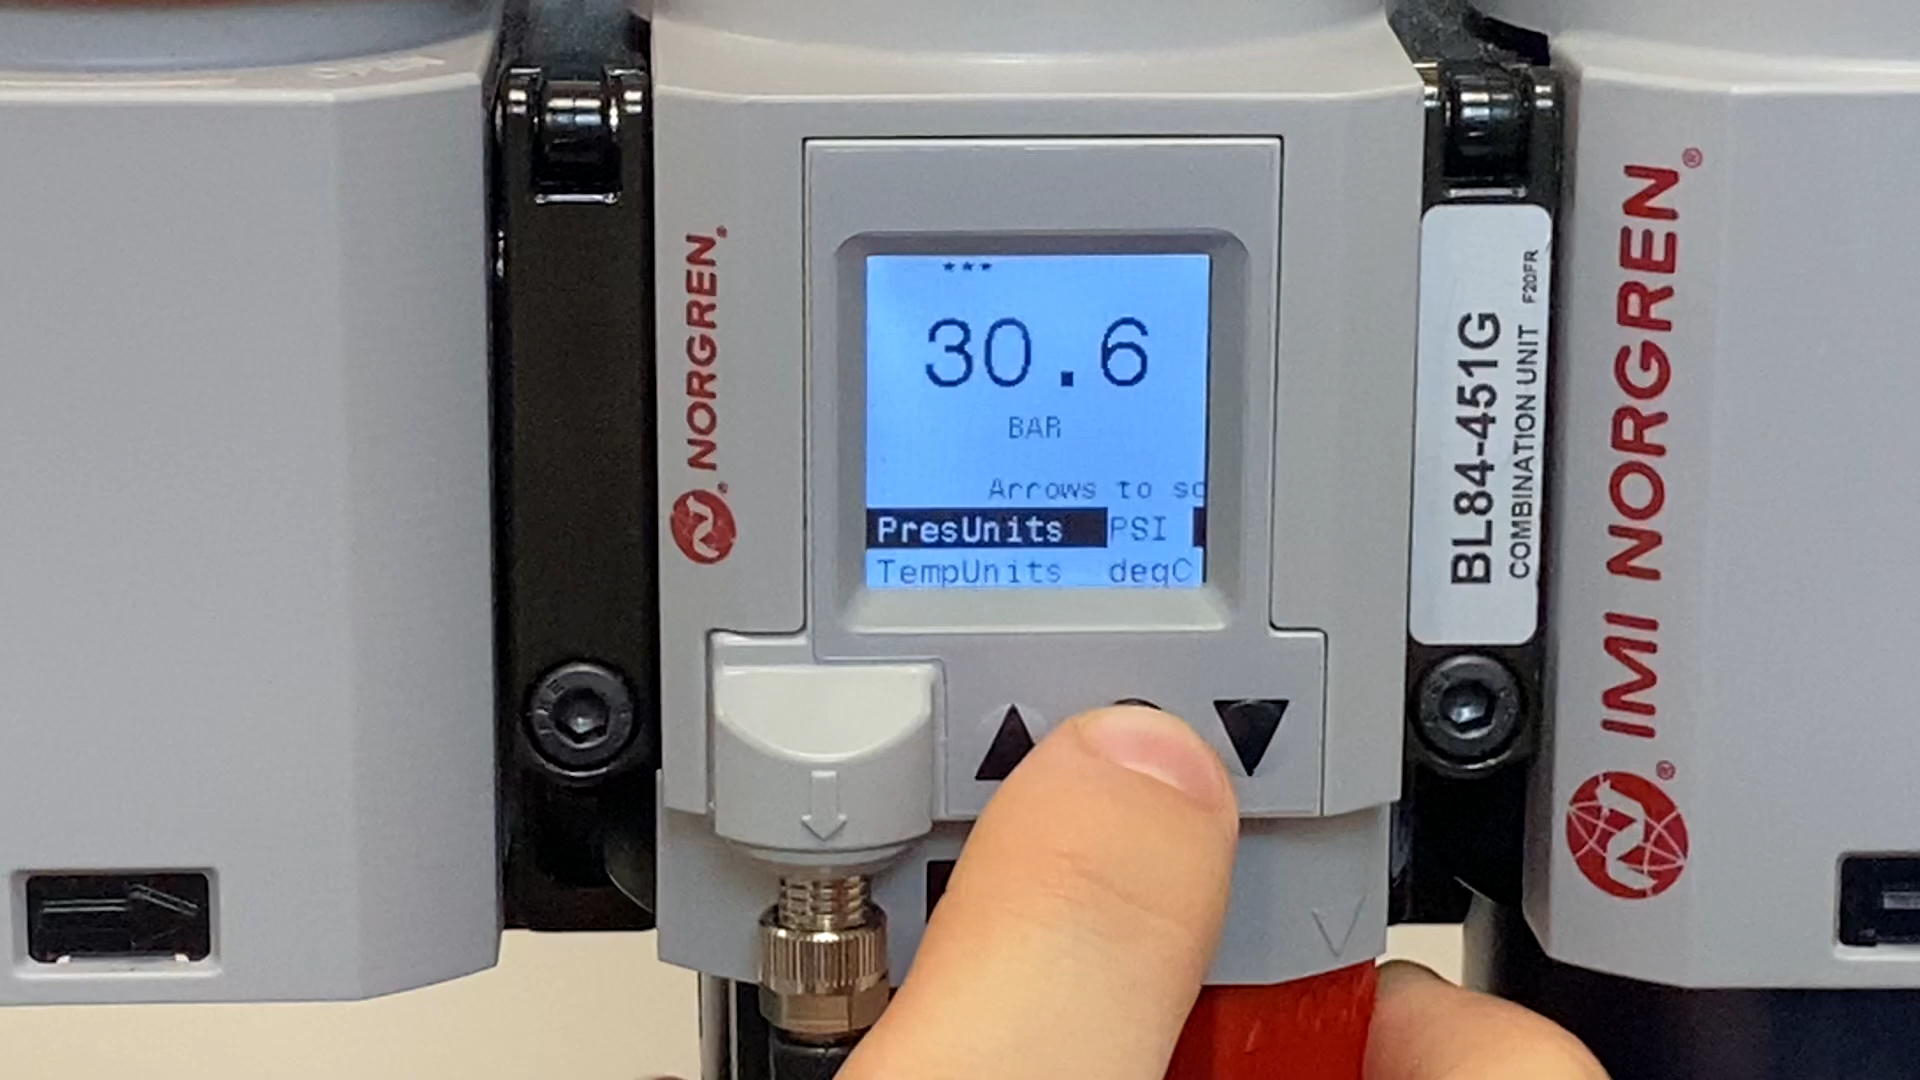 NORGREN
***
30.6
BAR
Arrows to sc
PresUnits PSI
TempUnits degC
BL84-451G
COMBINATION UNIT F20FR
IMI NORGREN